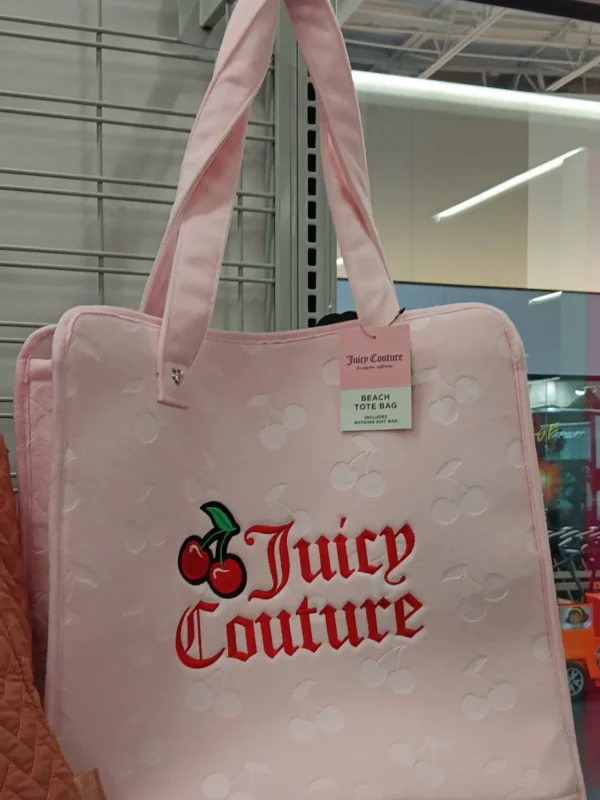 Juicy Couture
BEACH
TOTE BAG
INCLUDES
BATHING SUIT BAG
Juicy
Couture